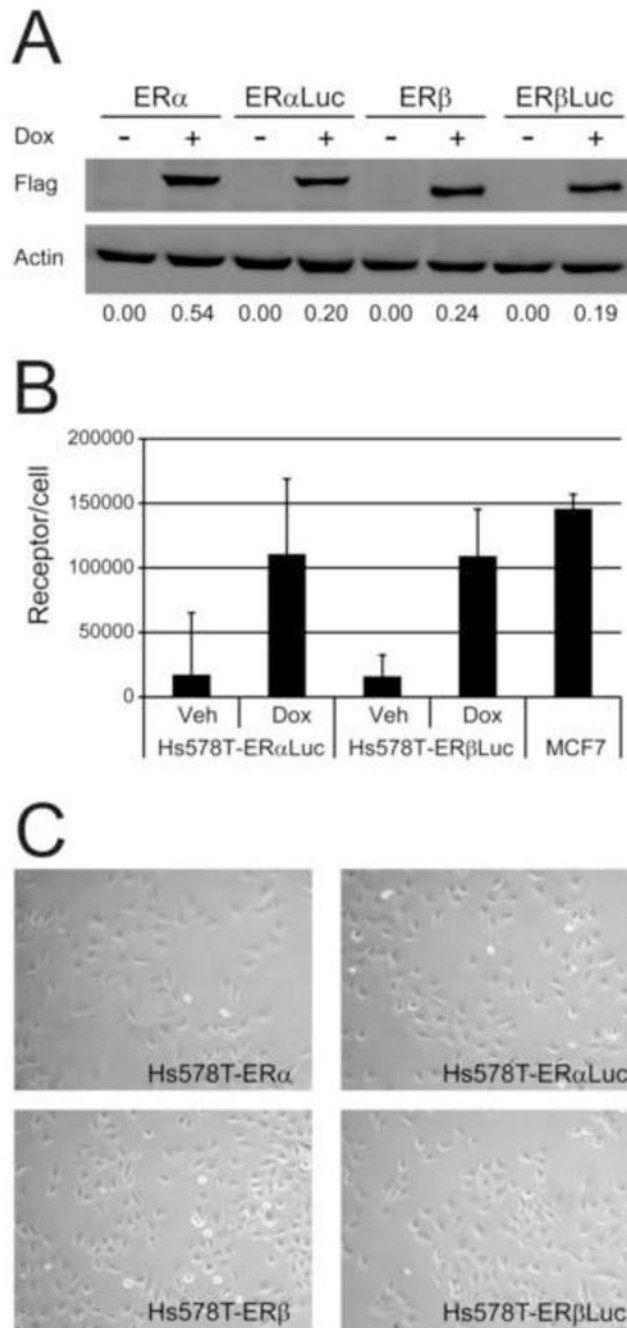 A
ERα ERαLuc ERβ ERβLuc
Dox - + - + - + - +
Flag
Actin
0.00 0.54 0.00 0.20 0.00 0.24 0.00 0.19
B
Receptor/cell
200000
150000
100000
50000
0
Veh Dox Veh Dox
Hs578T-ERαLuc Hs578T-ERβLuc MCF7
C
Hs578T-ERα Hs578T-ERαLuc
Hs578T-ERβ Hs578T-ERβLuc